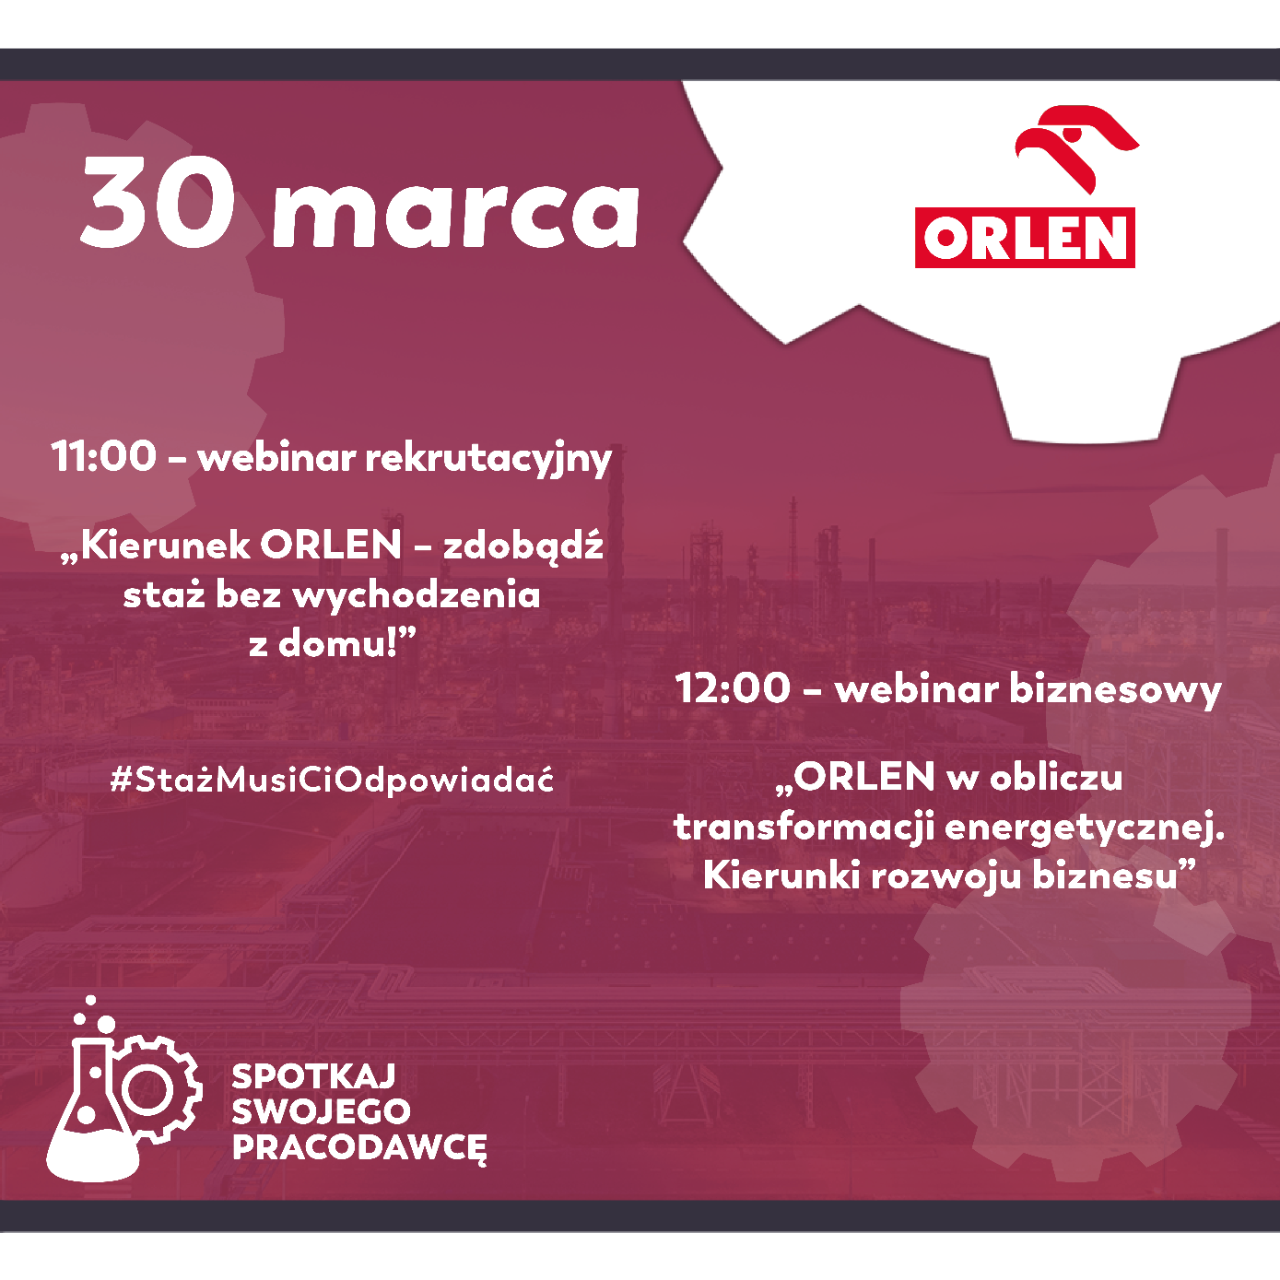 30 marca
ORLEN
11:00 – webinar rekrutacyjny
„Kierunek ORLEN – zdobądź
staż bez wychodzenia
z domu!”
#StażMusiCiOdpowiadać
12:00 – webinar biznesowy
„ORLEN w obliczu
transformacji energetycznej.
Kierunki rozwoju biznesu”
SPOTKAJ
SWOJEGO
PRACODAWCĘ